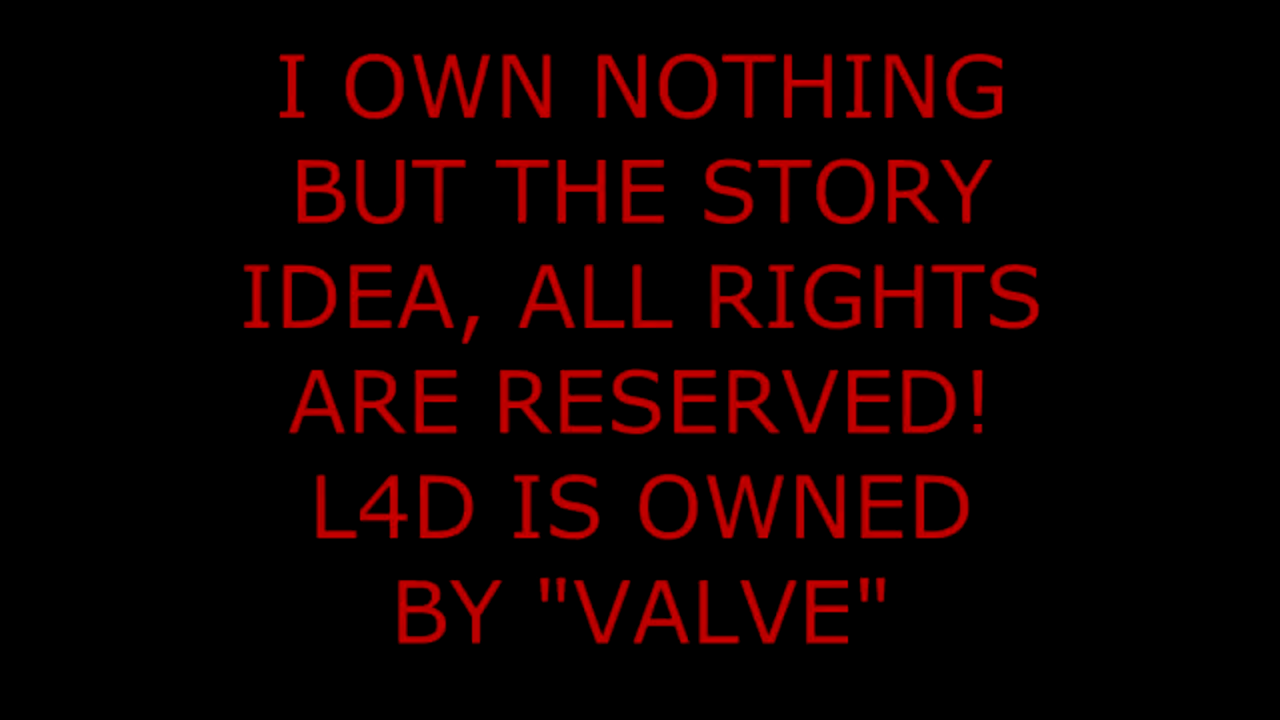 I OWN NOTHING
BUT THE STORY
IDEA, ALL RIGHTS
ARE RESERVED!
L4D IS OWNED
BY "VALVE"